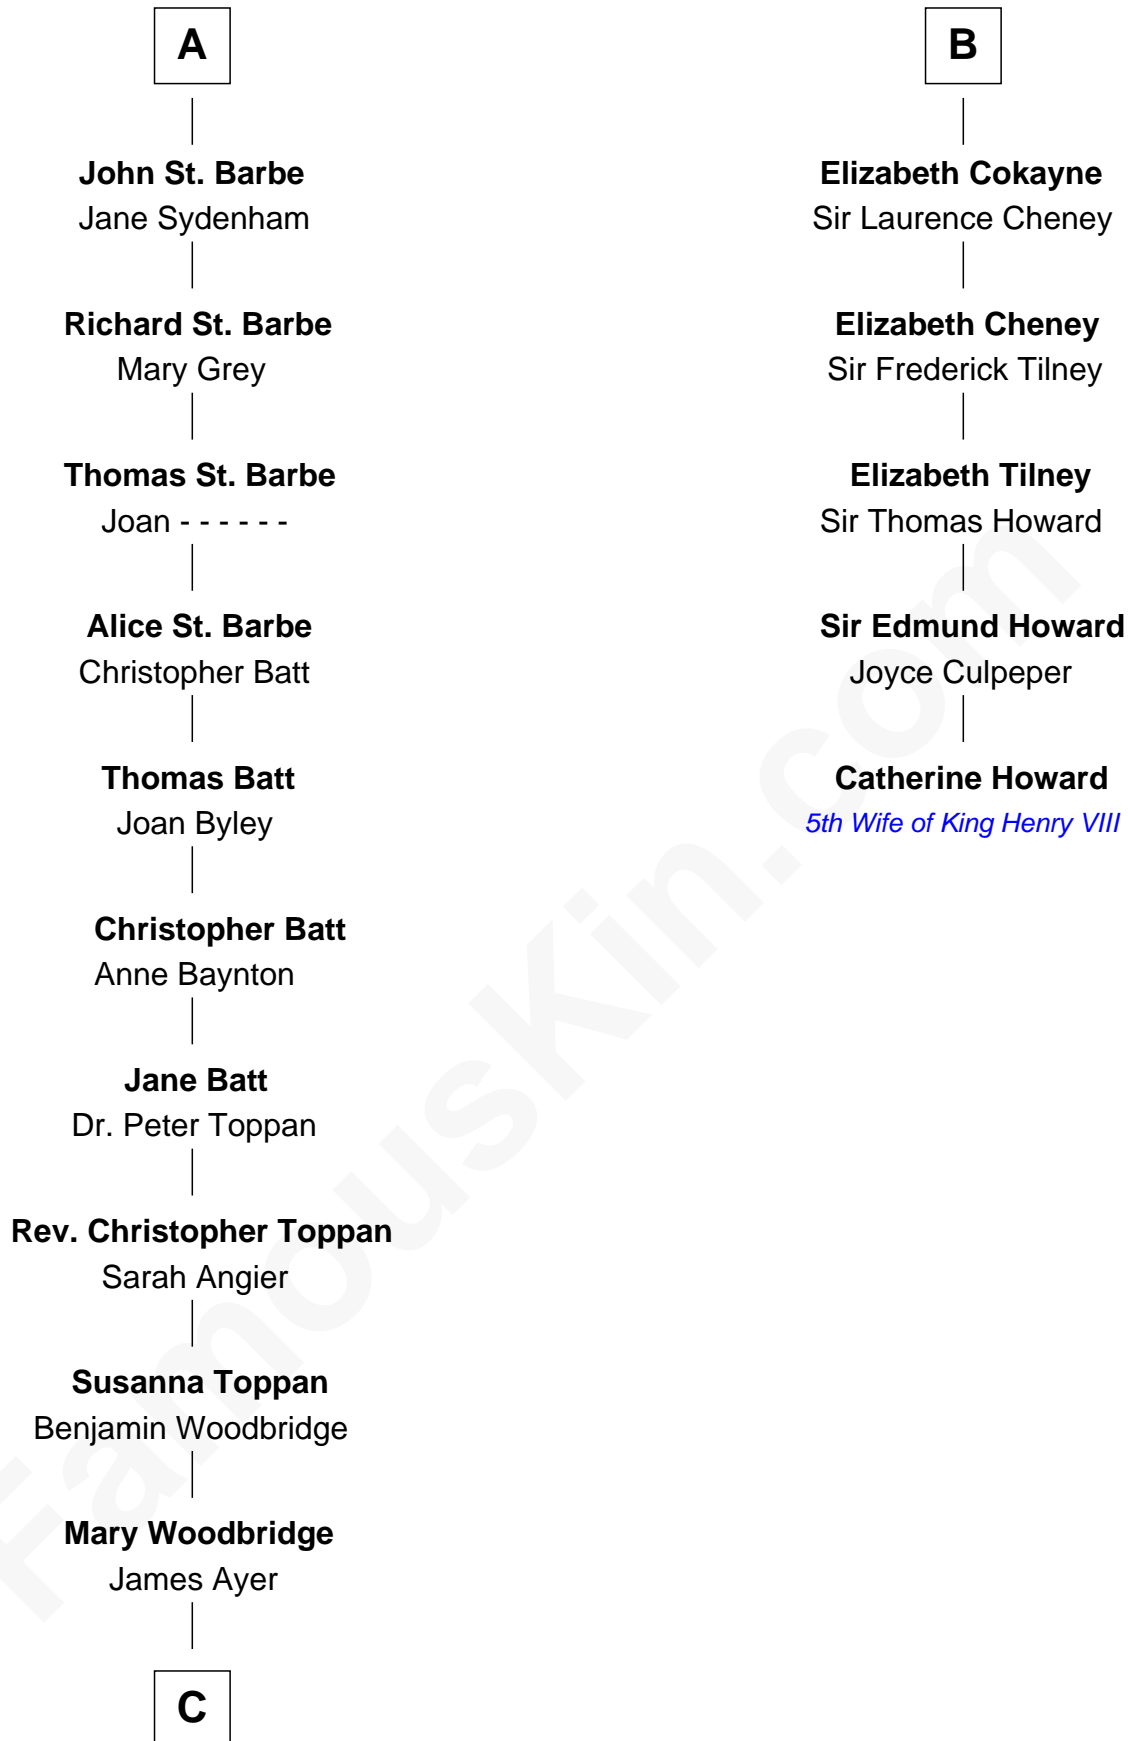 A
John St. Barbe
Jane Sydenham
Richard St. Barbe
Mary Grey
Thomas St. Barbe
Joan - - - - - -
Alice St. Barbe
Christopher Batt
Thomas Batt
Joan Byley
Christopher Batt
Anne Baynton
Jane Batt
Dr. Peter Toppan
Rev. Christopher Toppan
Sarah Angier
Susanna Toppan
Benjamin Woodbridge
Mary Woodbridge
James Ayer
C
B
Elizabeth Cokayne
Sir Laurence Cheney
Elizabeth Cheney
Sir Frederick Tilney
Elizabeth Tilney
Sir Thomas Howard
Sir Edmund Howard
Joyce Culpeper
Catherine Howard
5th Wife of King Henry VIII
FamousKin.com